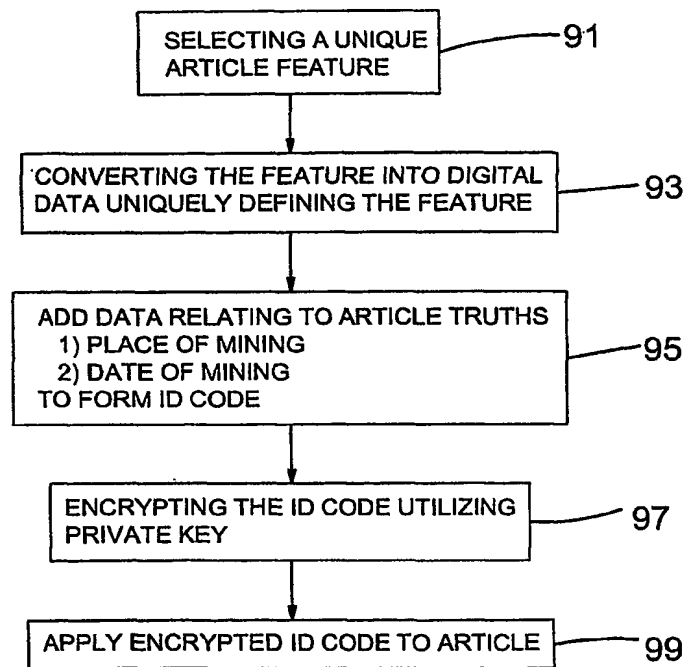 SELECTING A UNIQUE
ARTICLE FEATURE
91
CONVERTING THE FEATURE INTO DIGITAL
DATA UNIQUELY DEFINING THE FEATURE
93
ADD DATA RELATING TO ARTICLE TRUTHS
1) PLACE OF MINING
2) DATE OF MINING
TO FORM ID CODE
95
ENCRYPTING THE ID CODE UTILIZING
PRIVATE KEY
97
APPLY ENCRYPTED ID CODE TO ARTICLE
99